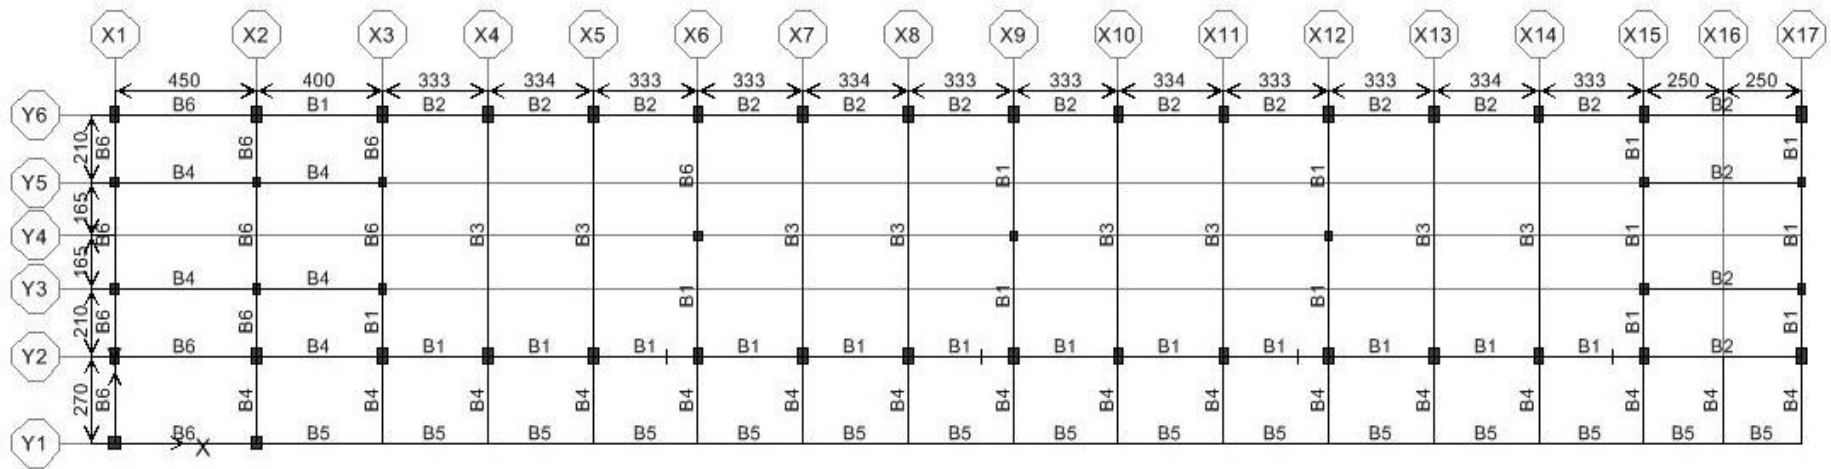 X1 X2 X3 X4 X5 X6 X7 X8 X9 X10 X11 X12 X13 X14 X15 X16 X17
450 400 333 334 333 333 334 333 333 334 333 333 334 333 250 250
Y6 B6 B1 B2 B2 B2 B2 B2 B2 B2 B2 B2 B2 B2 B2 B2
210 B6 B6 B6 B1 B1
Y5 B4 B4 B6 B1 B1 B2
165
Y4 B6 B6 B6 B3 B3 B3 B3 B3 B3 B3 B3 B1 B1
165
Y3 B4 B4 B1 B1 B1 B2
210 B6 B6 B1 B1 B1
Y2 B6 B4 B1 B1 B1 B1 B1 B1 B1 B1 B1 B1 B1 B1 B2
270 B6 B4 B4 B4 B4 B4 B4 B4 B4 B4 B4 B4 B4 B4 B4 B4 B4
Y1 B6 X B5 B5 B5 B5 B5 B5 B5 B5 B5 B5 B5 B5 B5 B5 B5